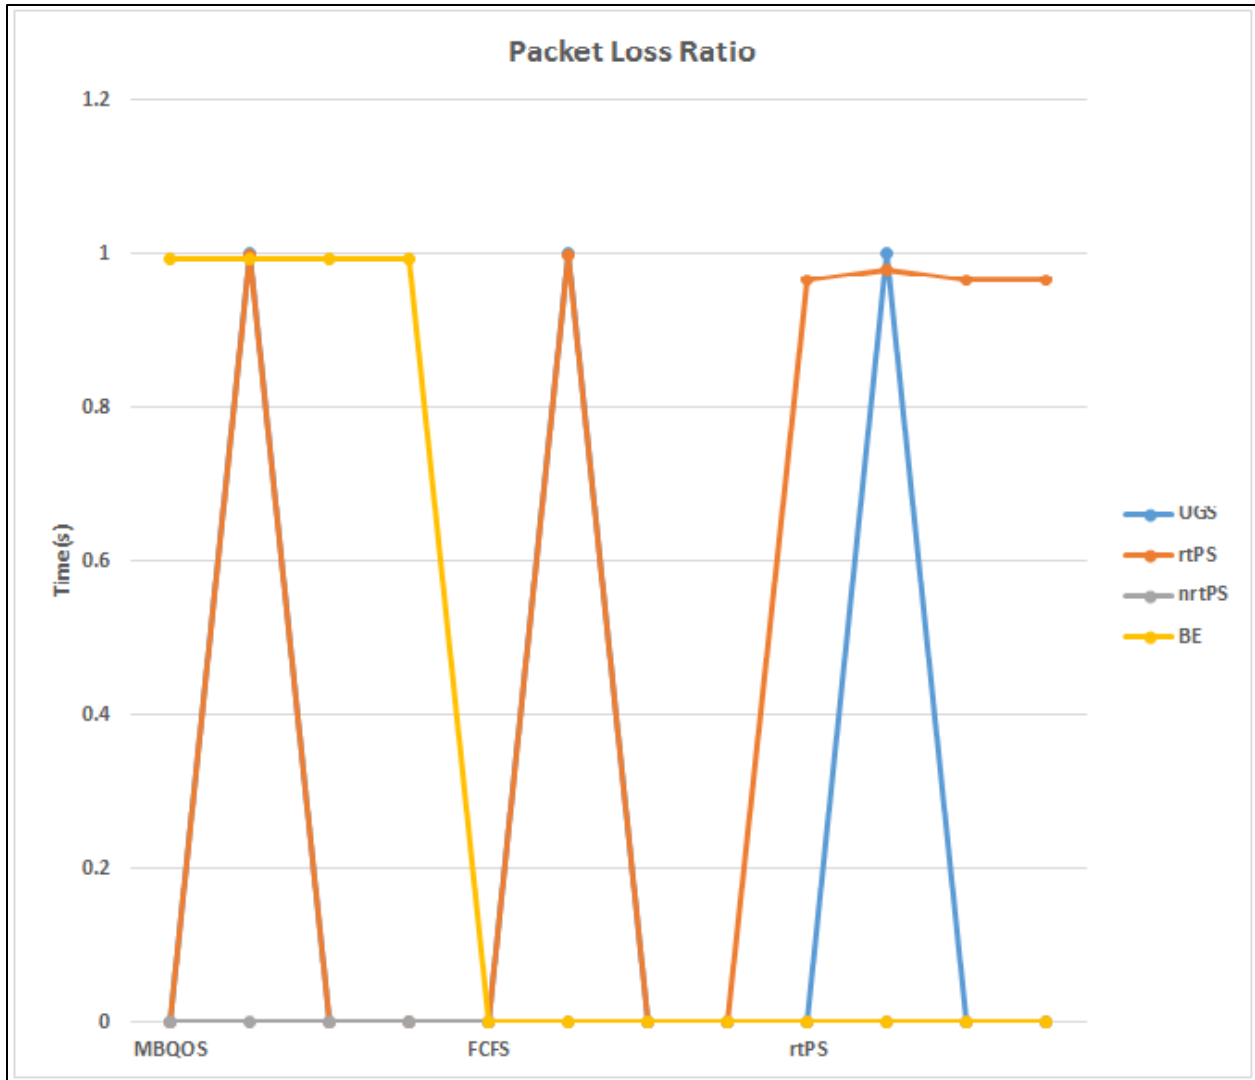 Packet Loss Ratio
1.2
1
0.8
0.6
0.4
0.2
0
Time(s)
MBQOS FCFS rtPS
UGS
rtPS
nrtPS
BE